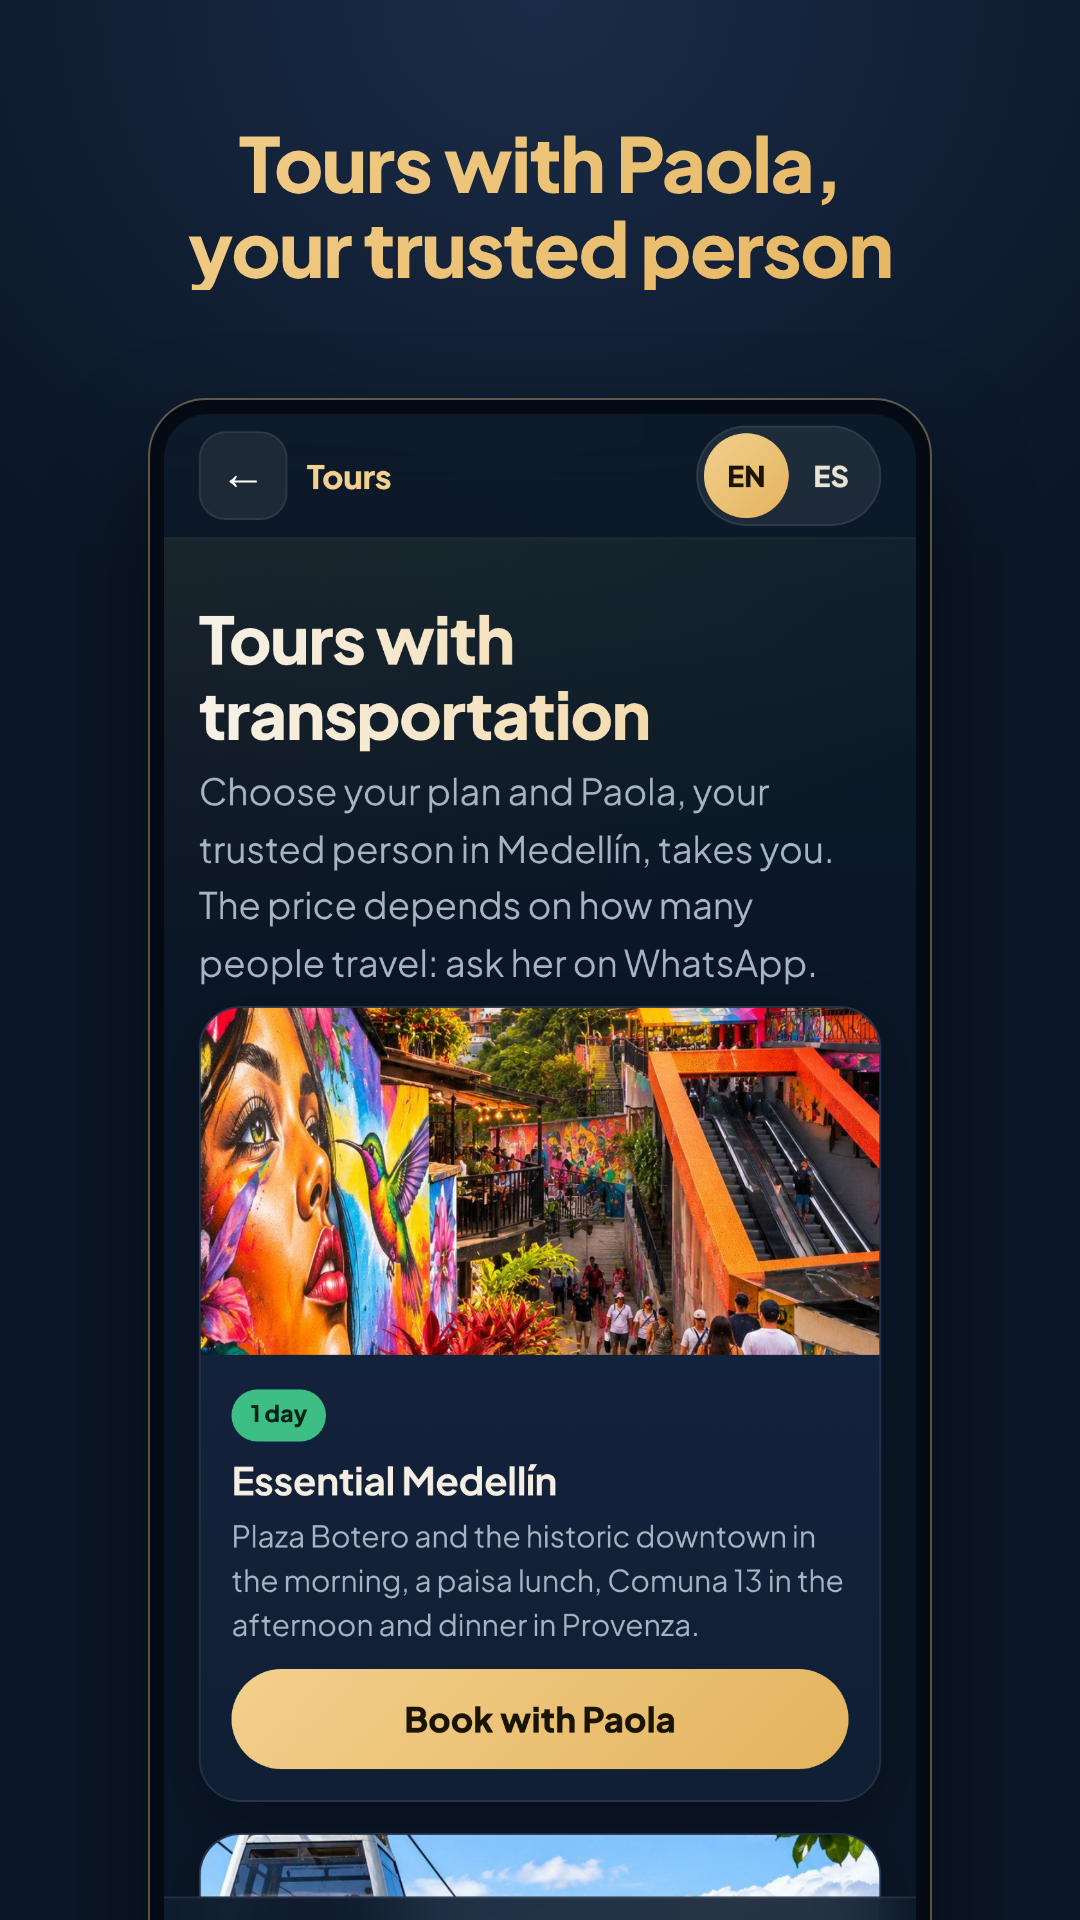 Tours with Paola,
your trusted person
← Tours
EN ES
Tours with
transportation
Choose your plan and Paola, your
trusted person in Medellín, takes you.
The price depends on how many
people travel: ask her on WhatsApp.
1 day
Essential Medellín
Plaza Botero and the historic downtown in
the morning, a paisa lunch, Comuna 13 in the
afternoon and dinner in Provenza.
Book with Paola